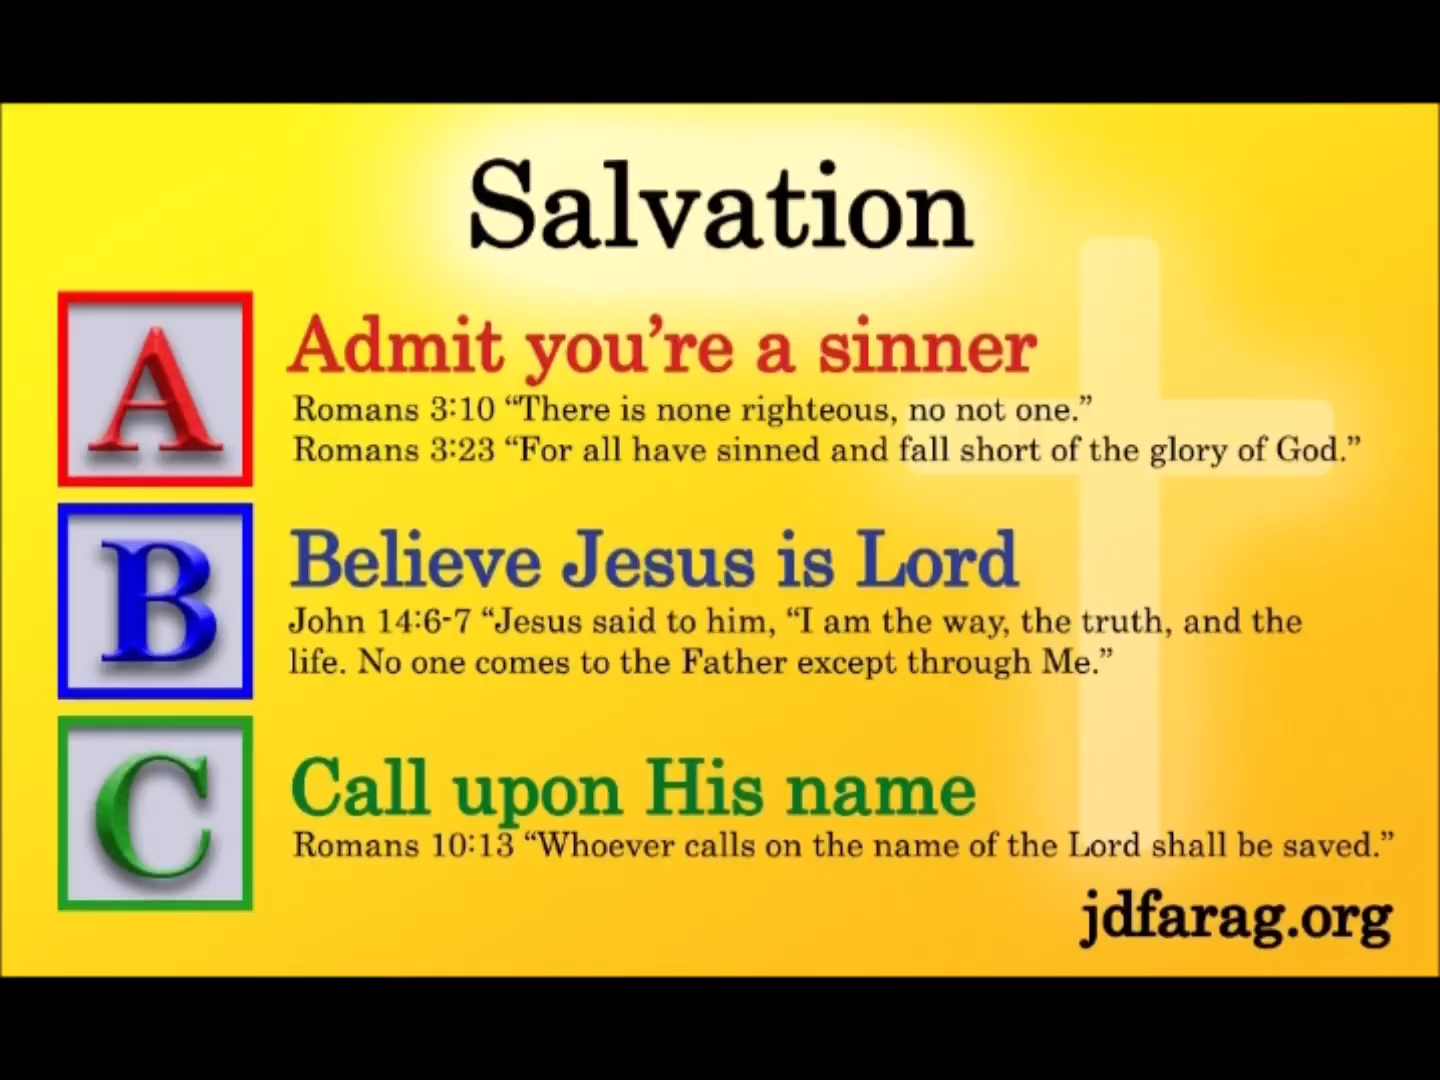 Salvation
A
Admit you’re a sinner
Romans 3:10 “There is none righteous, no not one.”
Romans 3:23 “For all have sinned and fall short of the glory of God.”
B
Believe Jesus is Lord
John 14:6-7 “Jesus said to him, “I am the way, the truth, and the
life. No one comes to the Father except through Me.”
C
Call upon His name
Romans 10:13 “Whoever calls on the name of the Lord shall be saved.”
jdfarag.org